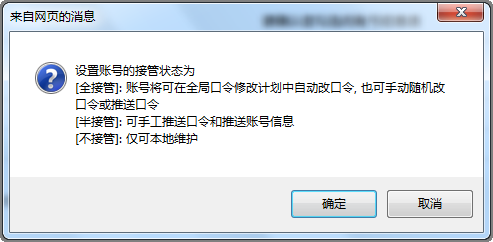 来自网页的消息
设置账号的接管状态为
[全接管]: 账号将可在全局口令修改计划中自动改口令, 也可手动随机改
口令或推送口令
[半接管]: 可手工推送口令和推送账号信息
[不接管]: 仅可本地维护
确定
取消